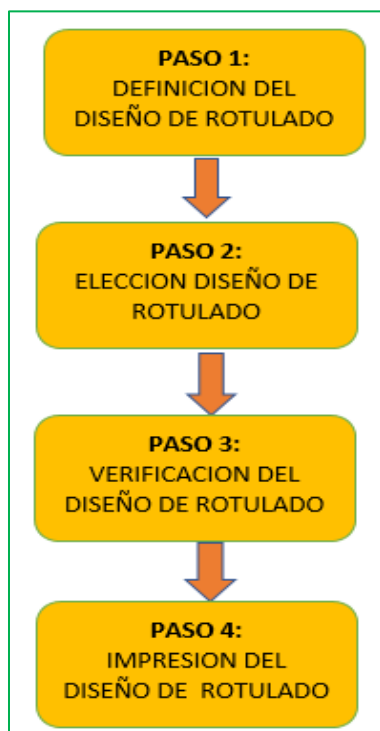 PASO 1:
DEFINICION DEL
DISEÑO DE ROTULADO
PASO 2:
ELECCION DISEÑO DE
ROTULADO
PASO 3:
VERIFICACION DEL
DISEÑO DE ROTULADO
PASO 4:
IMPRESION DEL
DISEÑO DE ROTULADO